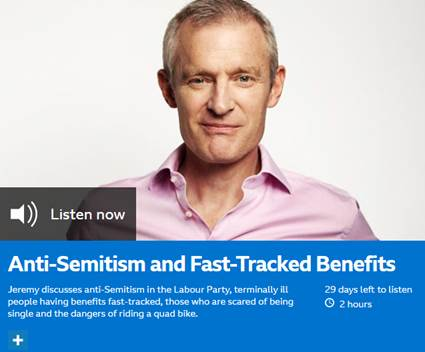 Listen now
Anti-Semitism and Fast-Tracked Benefits
Jeremy discusses anti-Semitism in the Labour Party, terminally ill
people having benefits fast-tracked, those who are scared of being
single and the dangers of riding a quad bike.
29 days left to listen
2 hours